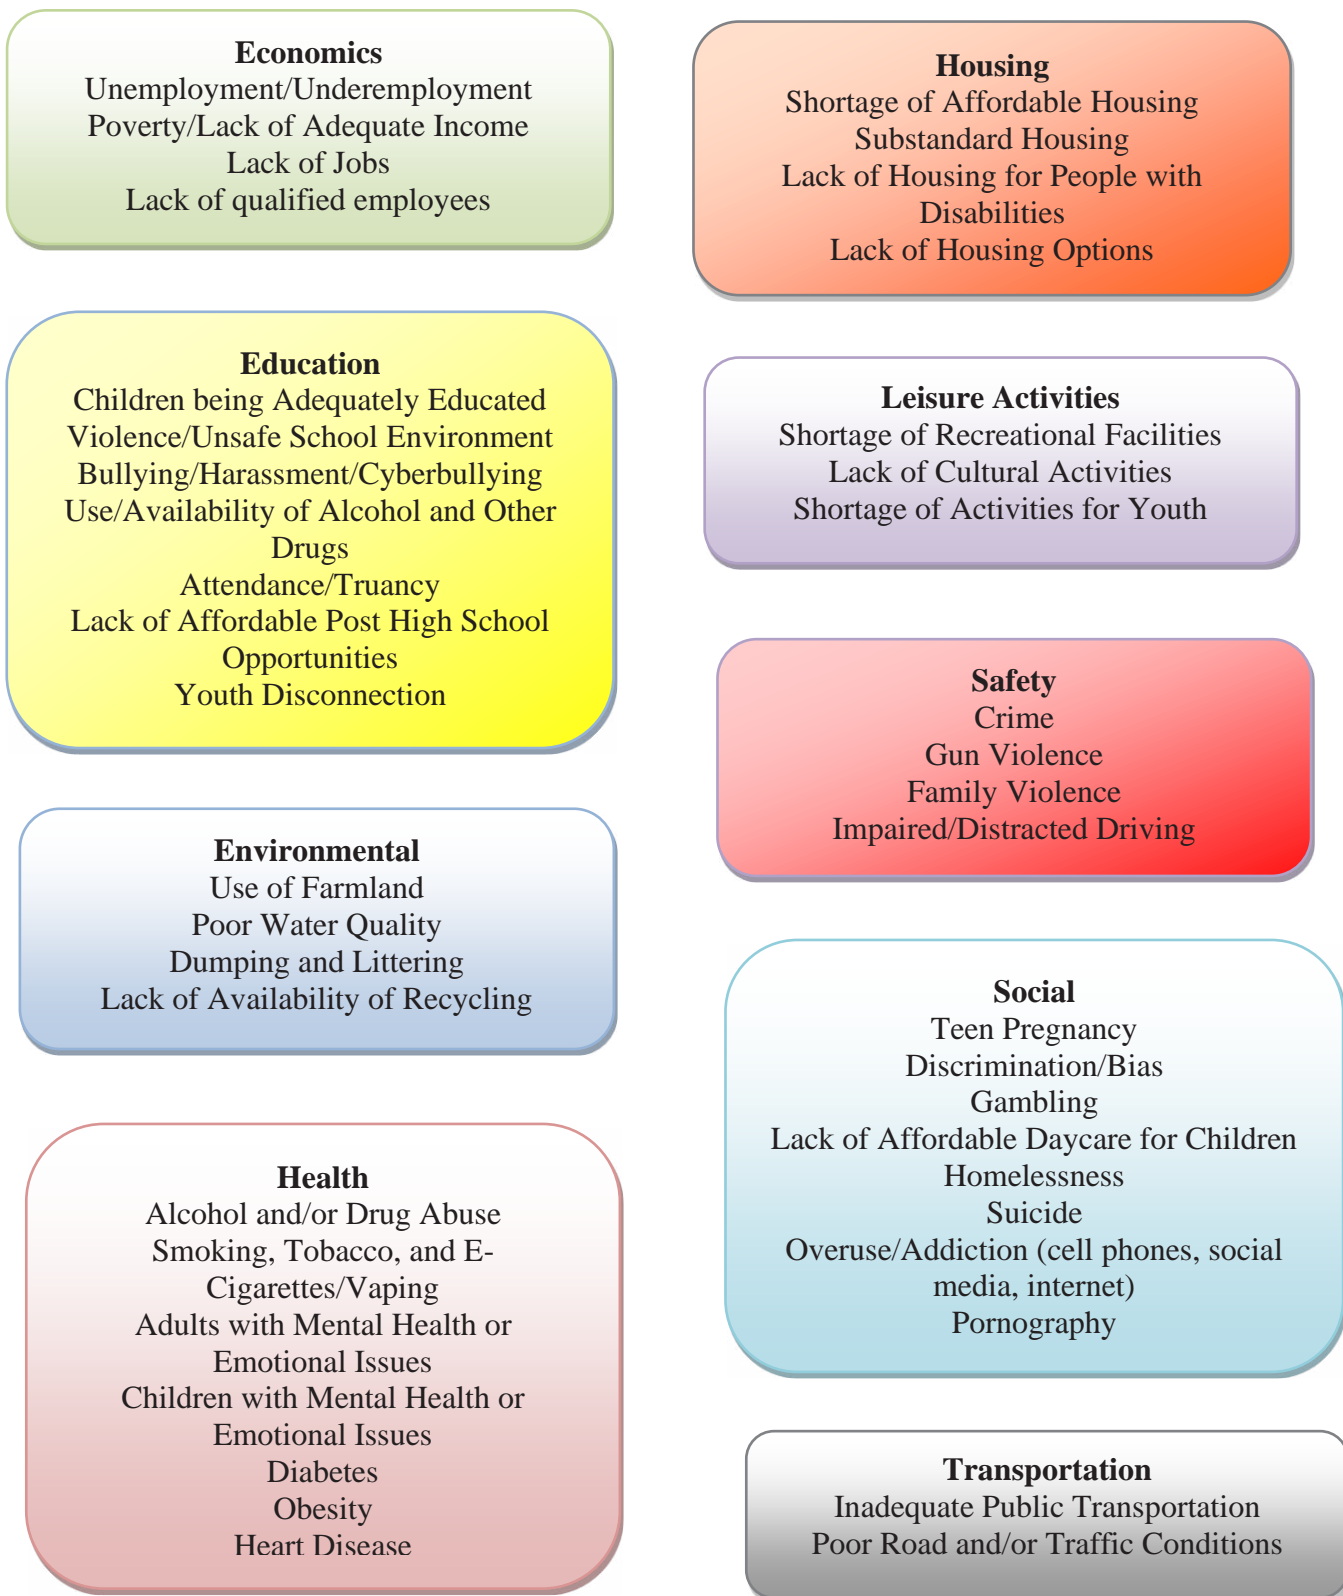 Economics
Unemployment/Underemployment
Poverty/Lack of Adequate Income
Lack of Jobs
Lack of qualified employees
Education
Children being Adequately Educated
Violence/Unsafe School Environment
Bullying/Harassment/Cyberbullying
Use/Availability of Alcohol and Other
Drugs
Attendance/Truancy
Lack of Affordable Post High School
Opportunities
Youth Disconnection
Environmental
Use of Farmland
Poor Water Quality
Dumping and Littering
Lack of Availability of Recycling
Health
Alcohol and/or Drug Abuse
Smoking, Tobacco, and E-
Cigarettes/Vaping
Adults with Mental Health or
Emotional Issues
Children with Mental Health or
Emotional Issues
Diabetes
Obesity
Heart Disease
Housing
Shortage of Affordable Housing
Substandard Housing
Lack of Housing for People with
Disabilities
Lack of Housing Options
Leisure Activities
Shortage of Recreational Facilities
Lack of Cultural Activities
Shortage of Activities for Youth
Safety
Crime
Gun Violence
Family Violence
Impaired/Distracted Driving
Social
Teen Pregnancy
Discrimination/Bias
Gambling
Lack of Affordable Daycare for Children
Homelessness
Suicide
Overuse/Addiction (cell phones, social
media, internet)
Pornography
Transportation
Inadequate Public Transportation
Poor Road and/or Traffic Conditions